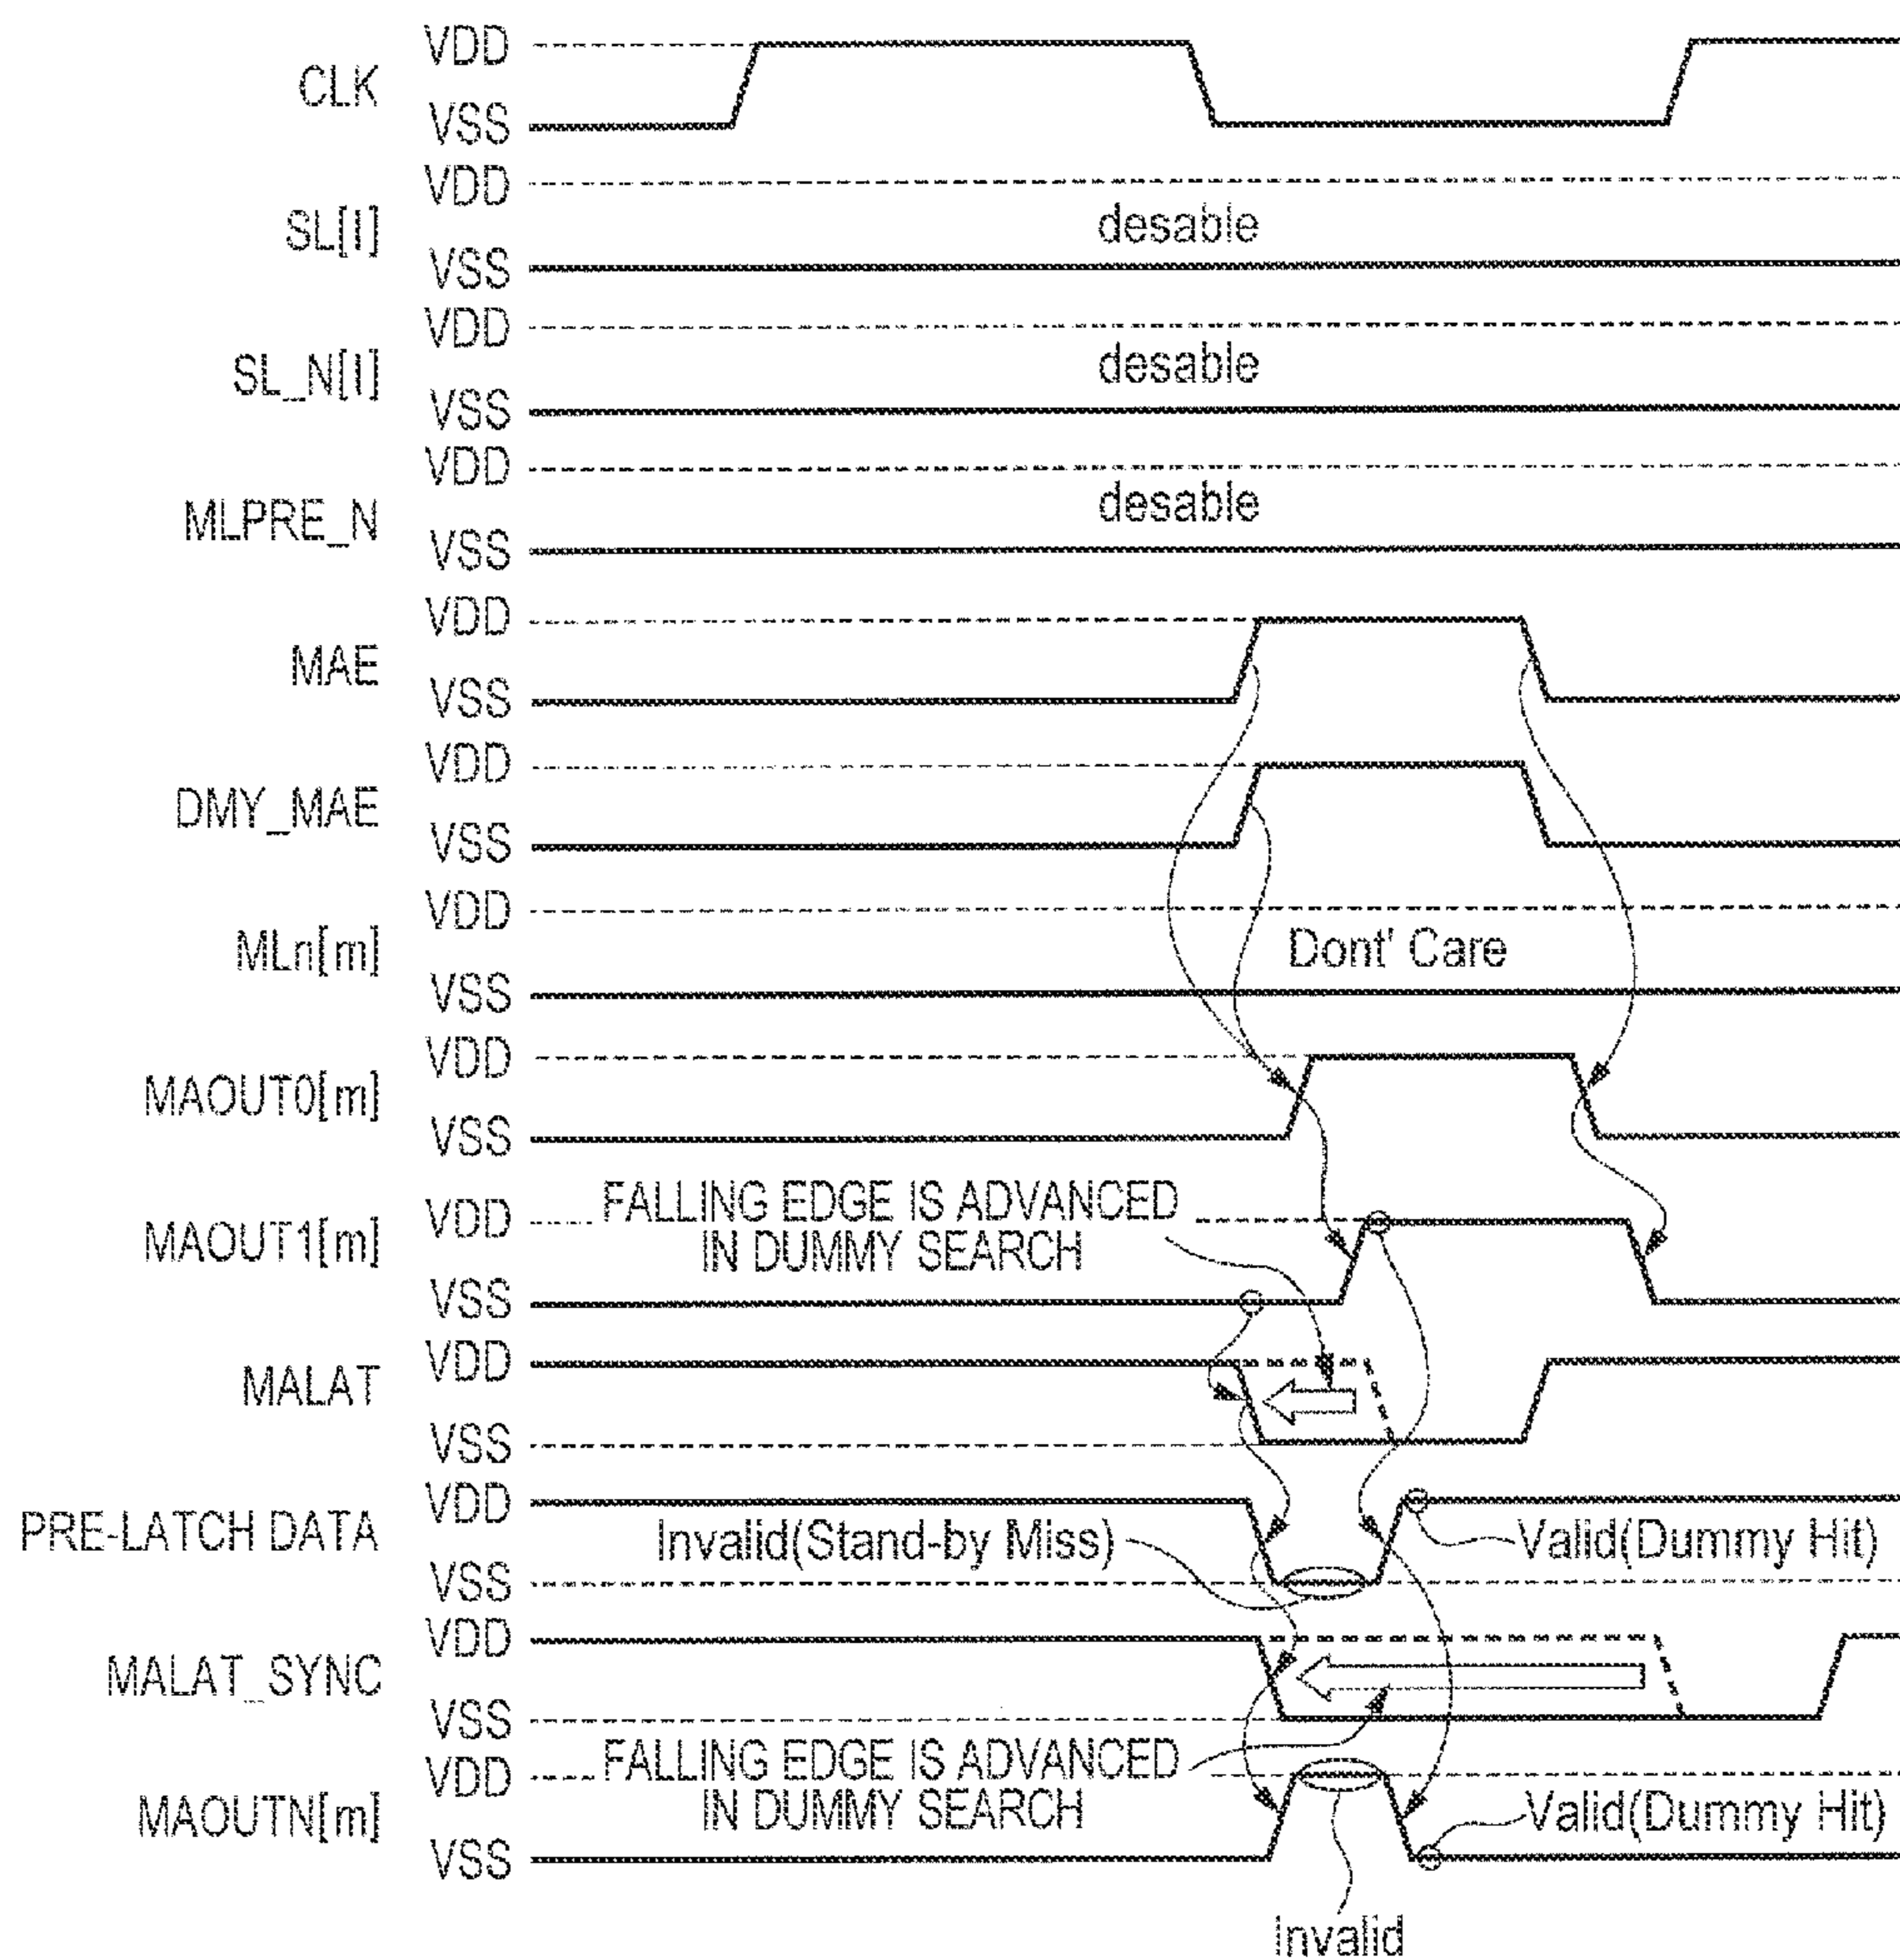 CLK VDD
VSS
SL[I] VDD
desable
VSS
SL_N[I] VDD
desable
VSS
MLPRE_N VDD
desable
VSS
MAE VDD
VSS
DMY_MAE VDD
VSS
MLn[m] VDD
Dont' Care
VSS
MAOUT0[m] VDD
VSS
MAOUT1[m] VDD
FALLING EDGE IS ADVANCED
IN DUMMY SEARCH
VSS
MALAT VDD
VSS
PRE-LATCH DATA VDD
Invalid(Stand-by Miss)
Valid(Dummy Hit)
VSS
MALAT_SYNC VDD
VSS
MAOUTN[m] VDD
FALLING EDGE IS ADVANCED
IN DUMMY SEARCH
Valid(Dummy Hit)
VSS
Invalid